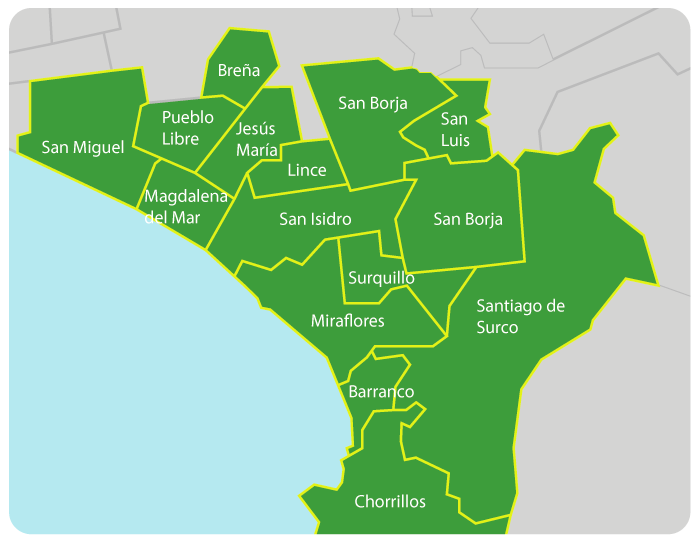 Breña
San Borja
Pueblo
Libre
Jesús
María
San
Luis
San Miguel
Lince
Magdalena
del Mar
San Isidro
San Borja
Surquillo
Santiago de
Surco
Miraflores
Barranco
Chorrillos